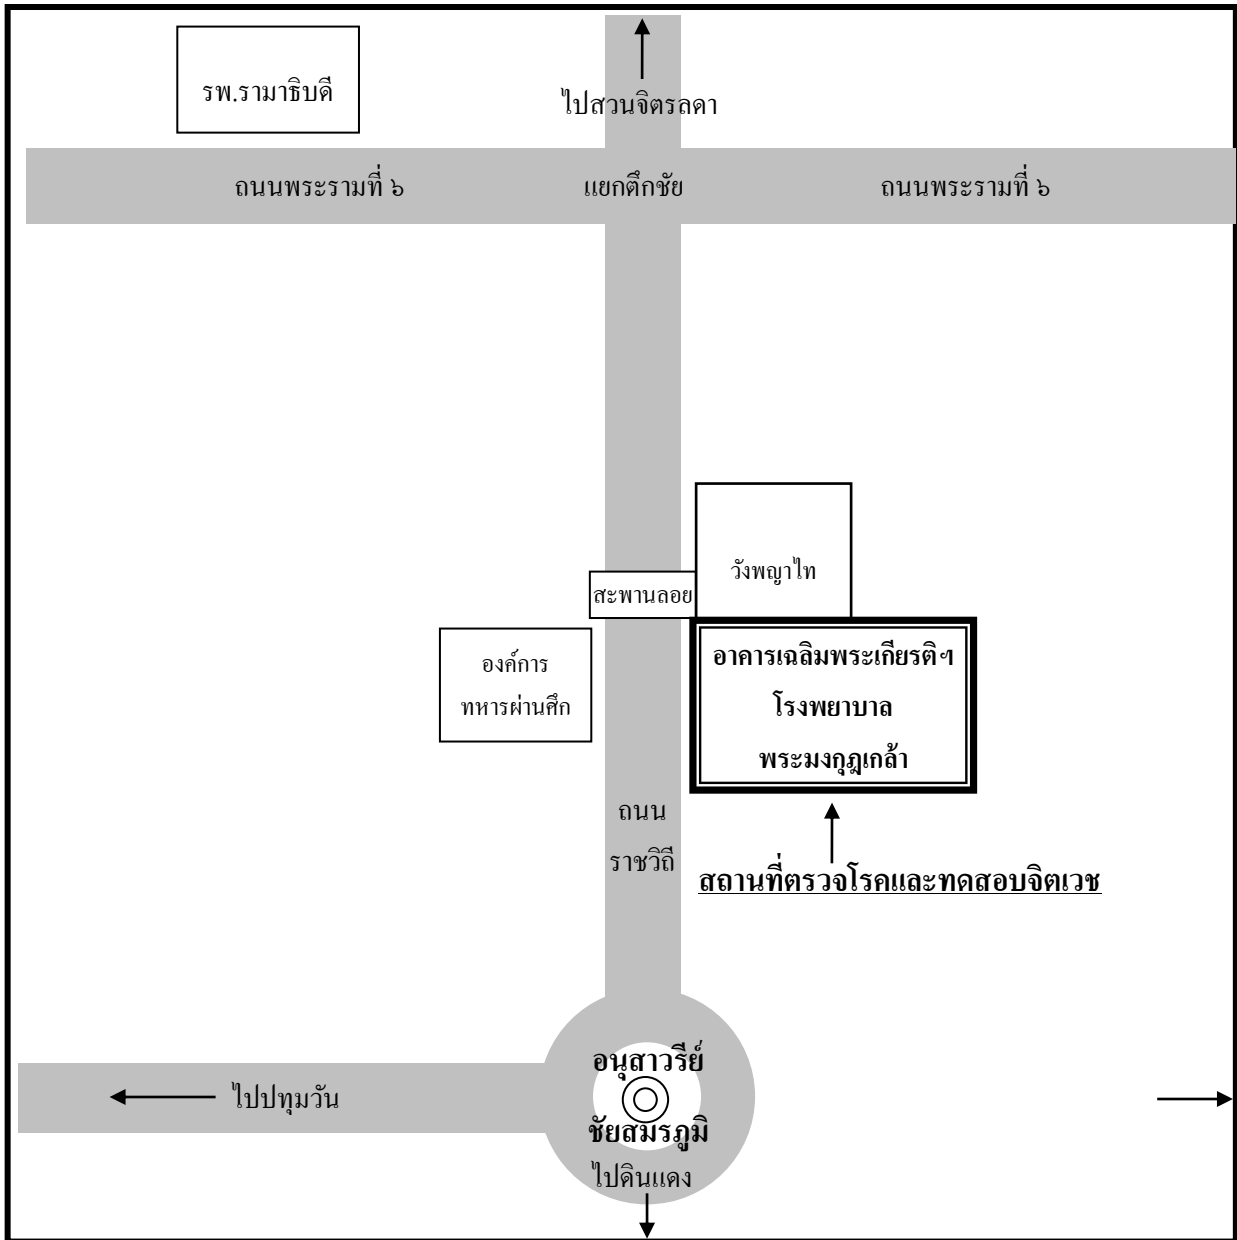 รพ.รามาธิบดี
ไปสวนจิตรลดา
ถนนพระรามที่ ๖
แยกตึกชัย
ถนนพระรามที่ ๖
วังพญาไท
สะพานลอย
องค์การ
ทหารผ่านศึก
อาคารเฉลิมพระเกียรติฯ
โรงพยาบาล
พระมงกุฎเกล้า
ถนน
ราชวิถี
สถานที่ตรวจโรคและทดสอบจิตเวช
อนุสาวรีย์
ชัยสมรภูมิ
ไปปทุมวัน
ไปดินแดง